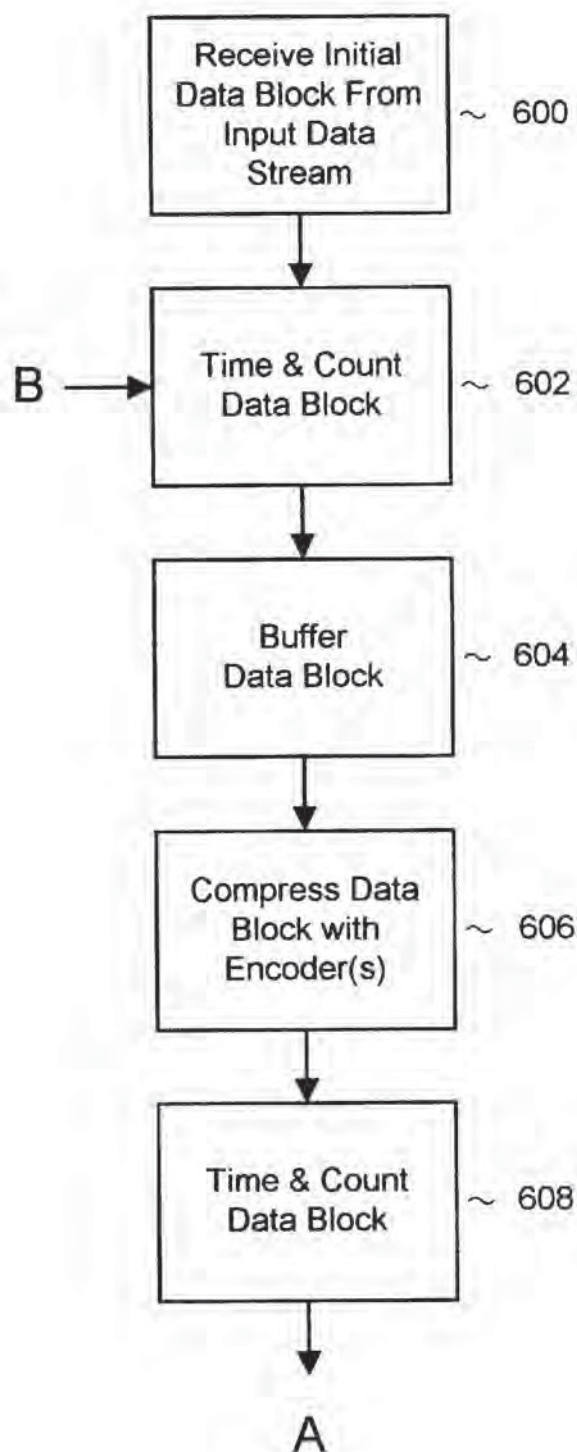 Receive Initial
Data Block From
Input Data
Stream
~ 600
B
Time & Count
Data Block
~ 602
Buffer
Data Block
~ 604
Compress Data
Block with
Encoder(s)
~ 606
Time & Count
Data Block
~ 608
A